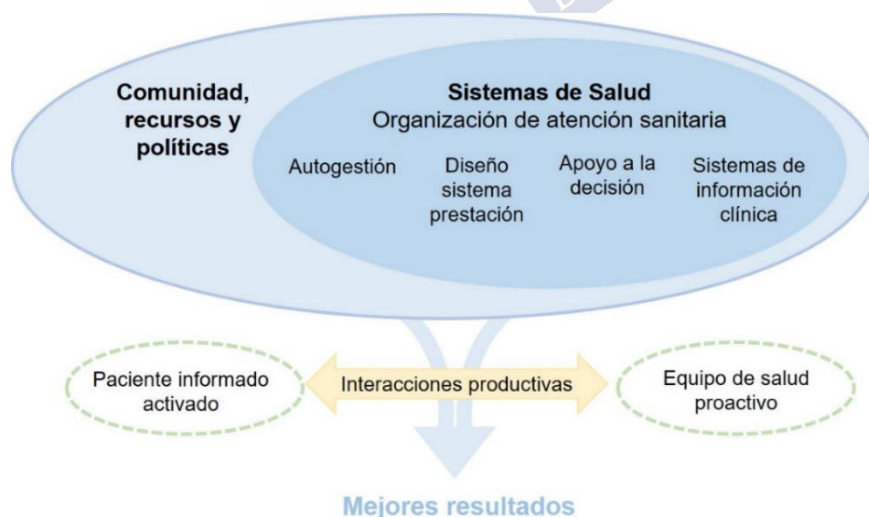 Comunidad,
recursos y
políticas
Sistemas de Salud
Organización de atención sanitaria
Autogestión
Diseño
sistema
prestación
Apoyo a la
decisión
Sistemas de
información
clínica
Paciente informado
activado
Interacciones productivas
Equipo de salud
proactivo
Mejores resultados